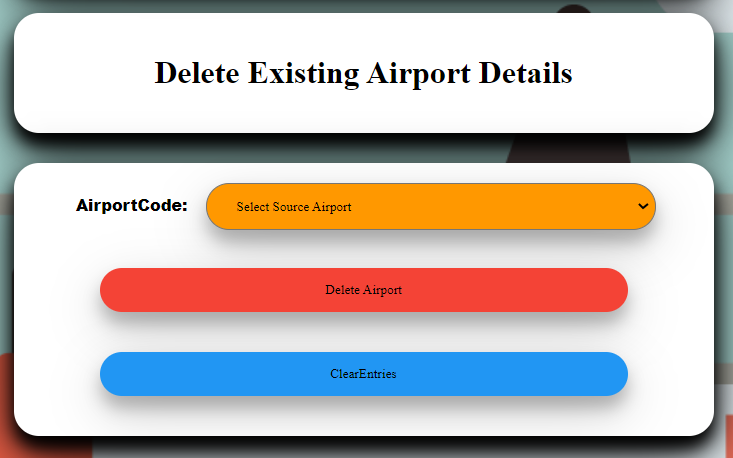 Delete Existing Airport Details
AirportCode: Select Source Airport
Delete Airport
ClearEntries